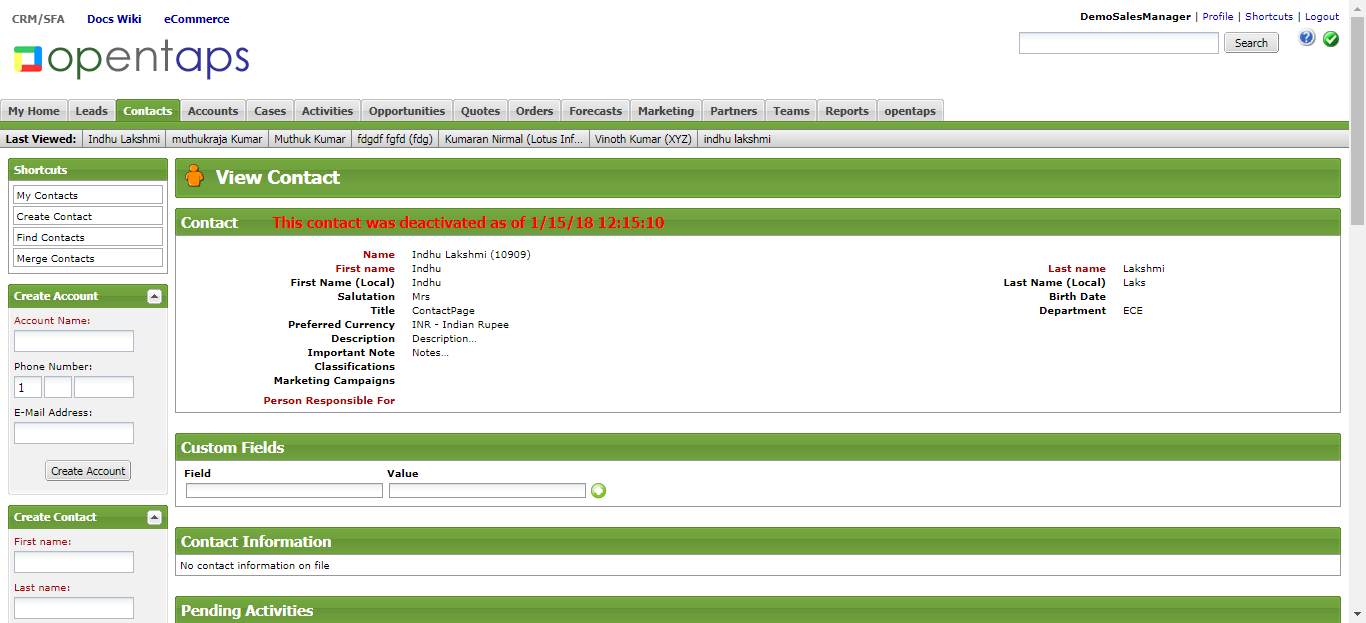 CRM/SFA Docs Wiki eCommerce
DemoSalesManager | Profile | Shortcuts | Logout
opentaps
Search
My Home Leads Contacts Accounts Cases Activities Opportunities Quotes Orders Forecasts Marketing Partners Teams Reports opentaps
Last Viewed: Indhu Lakshmi muthukraja Kumar Muthuk Kumar fdgdf fgfd (fdg) Kumaran Nirmal (Lotus Inf... Vinoth Kumar (XYZ) indhu lakshmi
Shortcuts
My Contacts
Create Contact
Find Contacts
Merge Contacts
Create Account
Account Name:
Phone Number:
1
E-Mail Address:
Create Account
Create Contact
First name:
Last name:
View Contact
Contact This contact was deactivated as of 1/15/18 12:15:10
Name Indhu Lakshmi (10909)
First name Indhu Last name Lakshmi
First Name (Local) Indhu Last Name (Local) Laks
Salutation Mrs Birth Date
Title ContactPage Department ECE
Preferred Currency INR - Indian Rupee
Description Description...
Important Note Notes...
Classifications
Marketing Campaigns
Person Responsible For
Custom Fields
Field Value
Contact Information
No contact information on file
Pending Activities